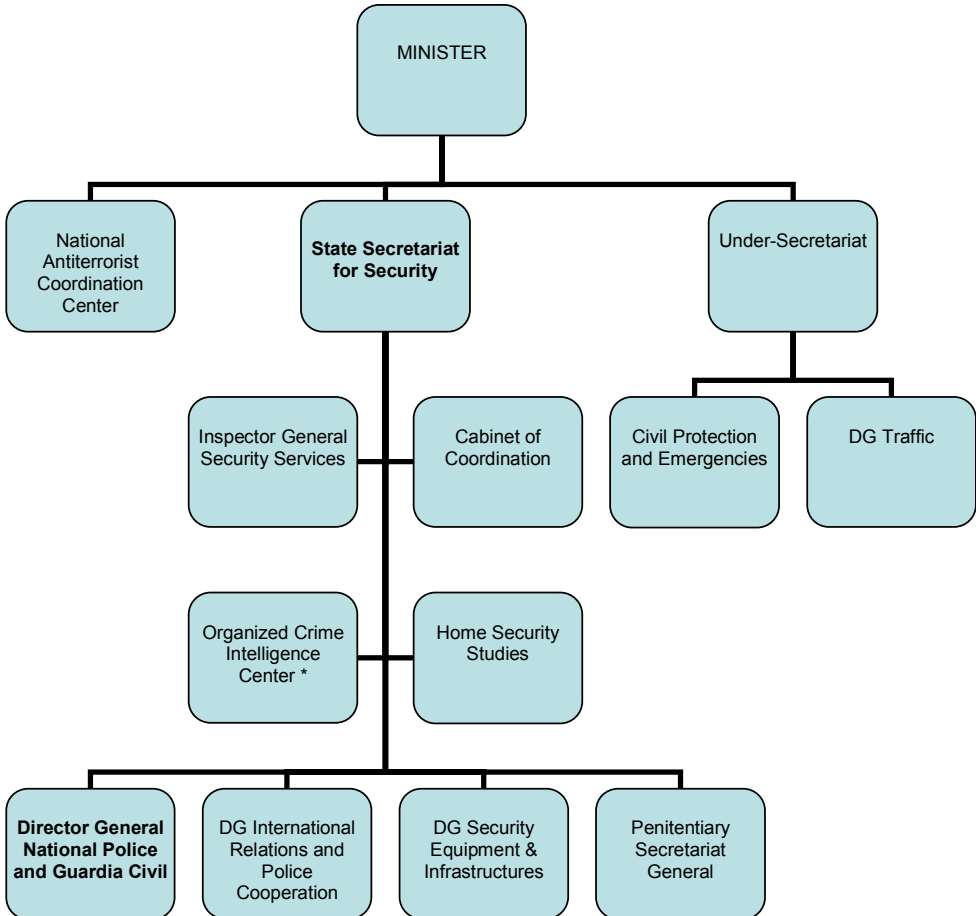 MINISTER
National
Antiterrorist
Coordination
Center
State Secretariat
for Security
Under-Secretariat
Inspector General
Security Services
Cabinet of
Coordination
Civil Protection
and Emergencies
DG Traffic
Organized Crime
Intelligence
Center *
Home Security
Studies
Director General
National Police
and Guardia Civil
DG International
Relations and
Police
Cooperation
DG Security
Equipment &
Infrastructures
Penitentiary
Secretariat
General